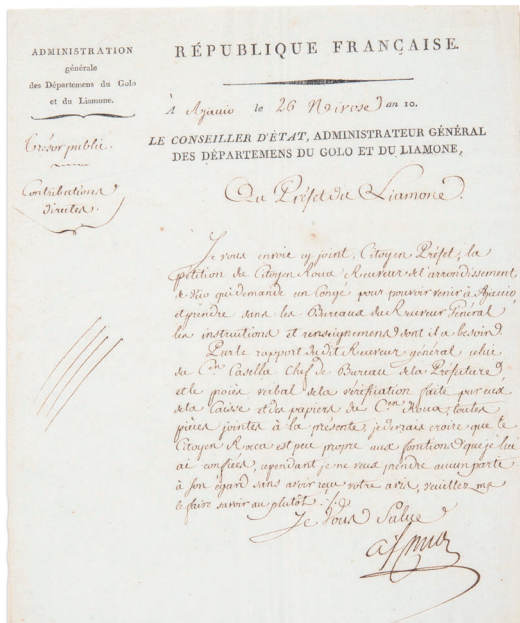 ADMINISTRATION
générale
des Départemens du Golo
et du Liamone.
Trésor public.
Contributions
directes.
RÉPUBLIQUE FRANÇAISE.
À Ajaccio le 26 Nivose an 10.
LE CONSEILLER D'ÉTAT, ADMINISTRATEUR GÉNÉRAL
DES DÉPARTEMENS DU GOLO ET DU LIAMONE,
Au Préfet du Liamone.
Je vous envoie cy joint, Citoyen Préfet, la
pétition du Citoyen Roca Receveur de l'arrondissement
de Vico qui demande un Congé pour pouvoir venir à Ajaccio
et prendre dans les Bureaux du Receveur Général
les instructions et renseignemens dont il a besoin
Par le rapport dudit Receveur général celui
du Cen Casella Chef de Bureau de la Préfecture
et le procès verbal de la vérification faite par eux
de la Caisse et des papiers du Cen Roca, toutes
pièces jointes à la présente, je devrais croire que le
Citoyen Rocca est peu propre aux fonctions que je lui
ai confiées, cependant je ne veux prendre aucun parti
à son égard sans avoir reçu votre avis, veuillez me
le faire savoir au plutôt.
Je vous Salue